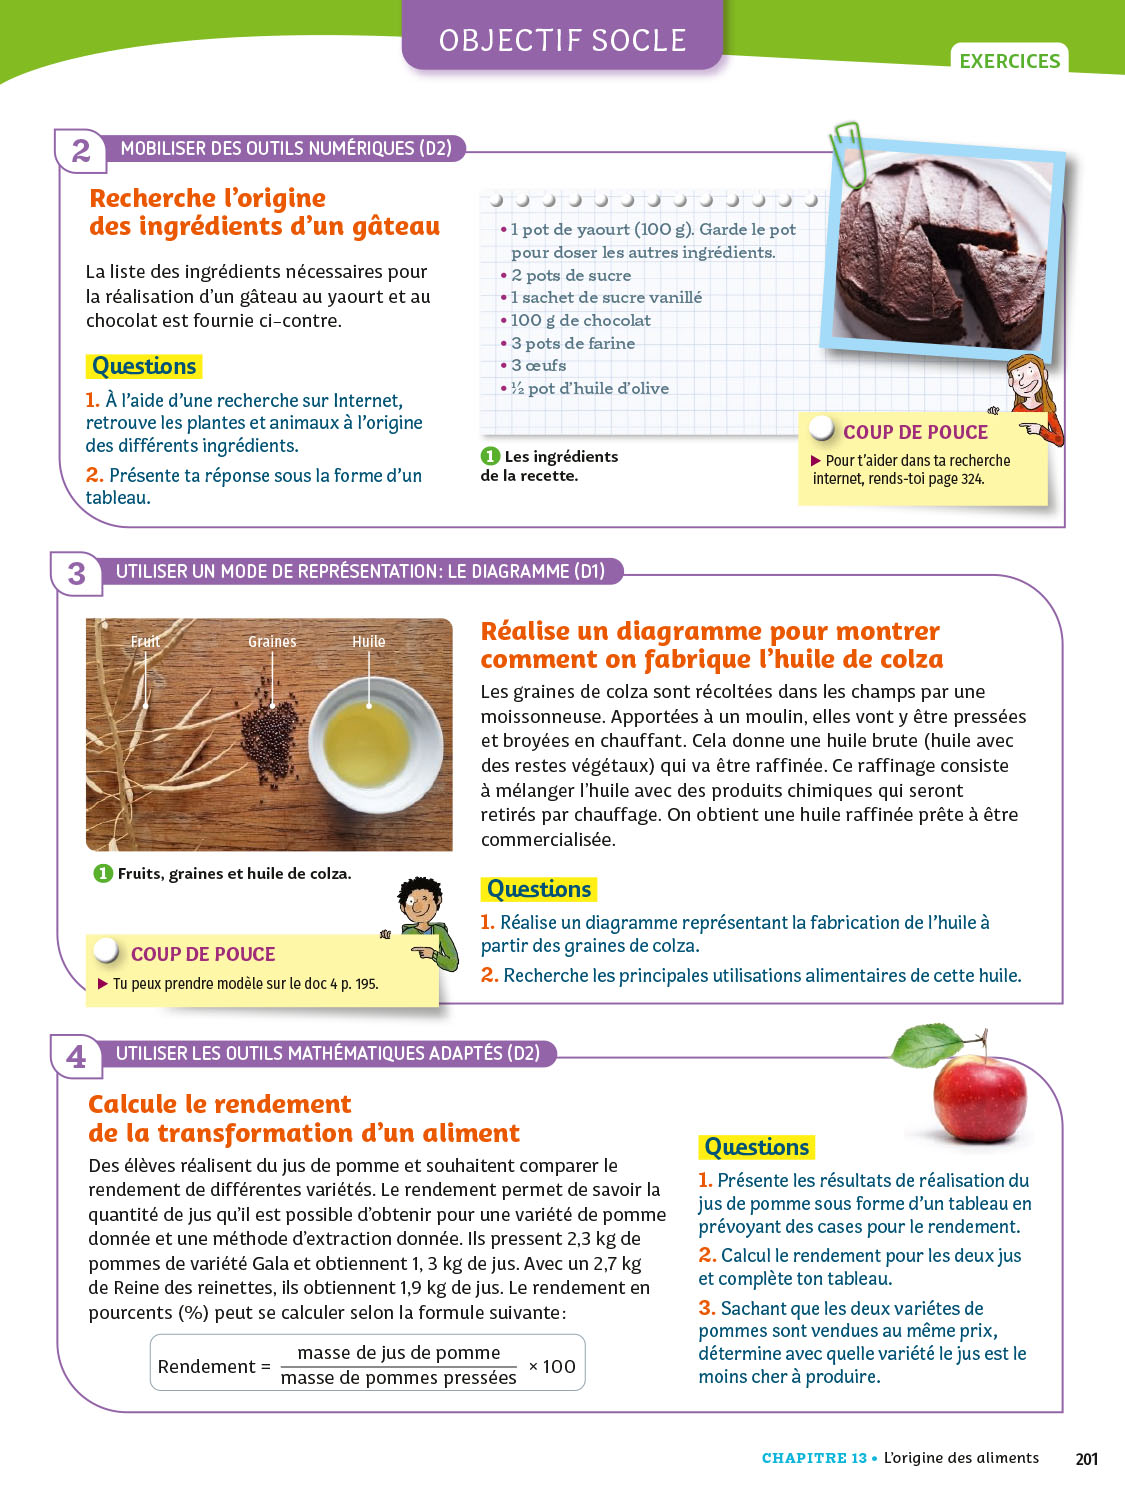 OBJECTIF SOCLE
EXERCICES
2
MOBILISER DES OUTILS NUMÉRIQUES (D2)
Recherche l'origine
des ingrédients d'un gâteau
La liste des ingrédients nécessaires pour
la réalisation d'un gâteau au yaourt et au
chocolat est fournie ci-contre.
Questions
1. À l'aide d'une recherche sur Internet,
retrouve les plantes et animaux à l'origine
des différents ingrédients.
2. Présente ta réponse sous la forme d'un
tableau.
• 1 pot de yaourt (100 g). Garde le pot
pour doser les autres ingrédients.
• 2 pots de sucre
• 1 sachet de sucre vanillé
• 100 g de chocolat
• 3 pots de farine
• 3 œufs
• ½ pot d'huile d'olive
1 Les ingrédients
de la recette.
COUP DE POUCE
▶ Pour t'aider dans ta recherche
internet, rends-toi page 324.
3
UTILISER UN MODE DE REPRÉSENTATION: LE DIAGRAMME (D1)
Fruit Graines Huile
1 Fruits, graines et huile de colza.
COUP DE POUCE
▶ Tu peux prendre modèle sur le doc 4 p. 195.
Réalise un diagramme pour montrer
comment on fabrique l'huile de colza
Les graines de colza sont récoltées dans les champs par une
moissonneuse. Apportées à un moulin, elles vont y être pressées
et broyées en chauffant. Cela donne une huile brute (huile avec
des restes végétaux) qui va être raffinée. Ce raffinage consiste
à mélanger l'huile avec des produits chimiques qui seront
retirés par chauffage. On obtient une huile raffinée prête à être
commercialisée.
Questions
1. Réalise un diagramme représentant la fabrication de l'huile à
partir des graines de colza.
2. Recherche les principales utilisations alimentaires de cette huile.
4
UTILISER LES OUTILS MATHÉMATIQUES ADAPTÉS (D2)
Calcule le rendement
de la transformation d'un aliment
Des élèves réalisent du jus de pomme et souhaitent comparer le
rendement de différentes variétés. Le rendement permet de savoir la
quantité de jus qu'il est possible d'obtenir pour une variété de pomme
donnée et une méthode d'extraction donnée. Ils pressent 2,3 kg de
pommes de variété Gala et obtiennent 1, 3 kg de jus. Avec un 2,7 kg
de Reine des reinettes, ils obtiennent 1,9 kg de jus. Le rendement en
pourcents (%) peut se calculer selon la formule suivante:
masse de jus de pomme
Rendement = × 100
masse de pommes pressées
Questions
1. Présente les résultats de réalisation du
jus de pomme sous forme d'un tableau en
prévoyant des cases pour le rendement.
2. Calcul le rendement pour les deux jus
et complète ton tableau.
3. Sachant que les deux variétes de
pommes sont vendues au même prix,
détermine avec quelle variété le jus est le
moins cher à produire.
CHAPITRE 13 • L'origine des aliments 201